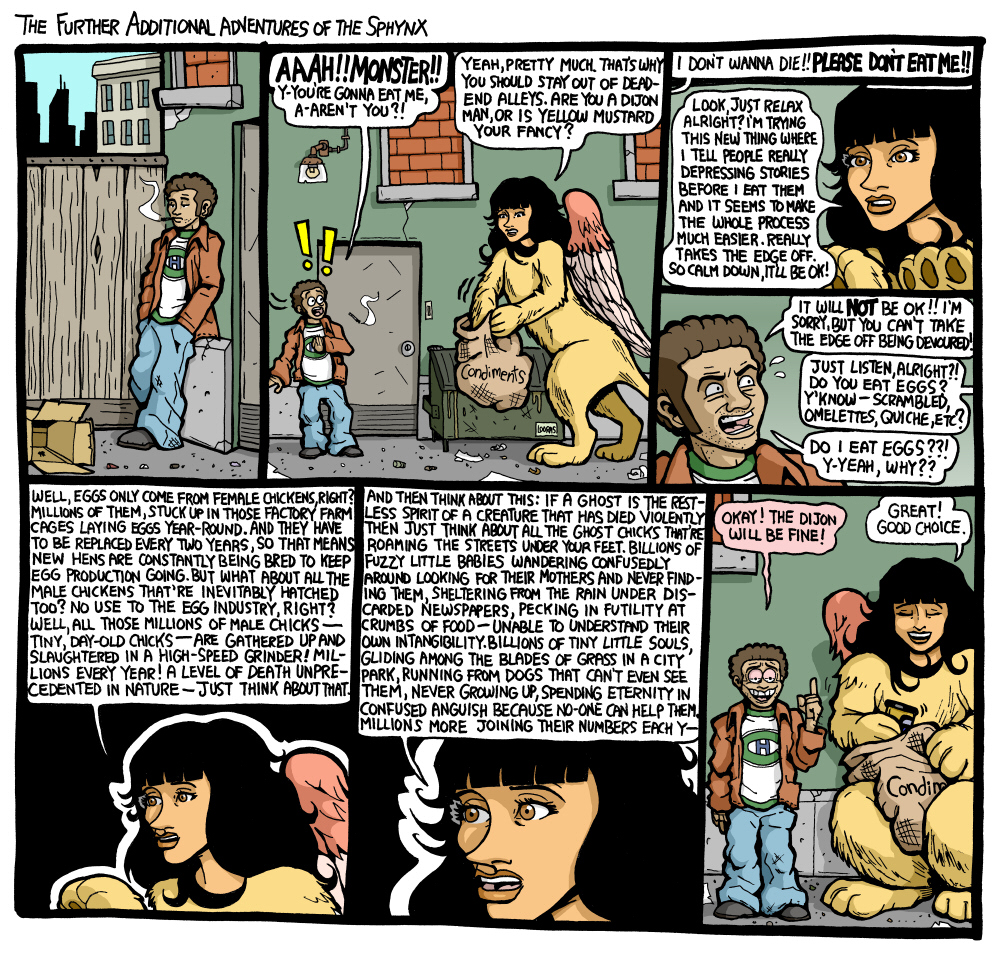 THE FURTHER ADDITIONAL ADVENTURES OF THE SPHYNX
AAAH!! MONSTER!!
Y-YOU'RE GONNA EAT ME,
A-AREN'T YOU?!
YEAH, PRETTY MUCH. THAT'S WHY
YOU SHOULD STAY OUT OF DEAD-
END ALLEYS. ARE YOU A DIJON
MAN, OR IS YELLOW MUSTARD
YOUR FANCY?
!!
Condiments
I DON'T WANNA DIE!! PLEASE DON'T EAT ME!!
LOOK, JUST RELAX
ALRIGHT? I'M TRYING
THIS NEW THING WHERE
I TELL PEOPLE REALLY
DEPRESSING STORIES
BEFORE I EAT THEM
AND IT SEEMS TO MAKE
THE WHOLE PROCESS
MUCH EASIER. REALLY
TAKES THE EDGE OFF.
SO CALM DOWN, IT'LL BE OK!
IT WILL NOT BE OK!! I'M
SORRY, BUT YOU CAN'T TAKE
THE EDGE OFF BEING DEVOURED!
JUST LISTEN, ALRIGHT?!
DO YOU EAT EGGS?
Y'KNOW — SCRAMBLED,
OMELETTES, QUICHE, ETC?
DO I EAT EGGS??!
Y-YEAH, WHY??
WELL, EGGS ONLY COME FROM FEMALE CHICKENS, RIGHT?
MILLIONS OF THEM, STUCK UP IN THOSE FACTORY FARM
CAGES LAYING EGGS YEAR-ROUND. AND THEY HAVE
TO BE REPLACED EVERY TWO YEARS, SO THAT MEANS
NEW HENS ARE CONSTANTLY BEING BRED TO KEEP
EGG PRODUCTION GOING. BUT WHAT ABOUT ALL THE
MALE CHICKENS THAT'RE INEVITABLY HATCHED
TOO? NO USE TO THE EGG INDUSTRY, RIGHT?
WELL, ALL THOSE MILLIONS OF MALE CHICKS —
TINY, DAY-OLD CHICKS — ARE GATHERED UP AND
SLAUGHTERED IN A HIGH-SPEED GRINDER! MIL-
LIONS EVERY YEAR! A LEVEL OF DEATH UNPRE-
CEDENTED IN NATURE — JUST THINK ABOUT THAT.
AND THEN THINK ABOUT THIS: IF A GHOST IS THE REST-
LESS SPIRIT OF A CREATURE THAT HAS DIED VIOLENTLY
THEN JUST THINK ABOUT ALL THE GHOST CHICKS THAT'RE
ROAMING THE STREETS UNDER YOUR FEET. BILLIONS OF
FUZZY LITTLE BABIES WANDERING CONFUSEDLY
AROUND LOOKING FOR THEIR MOTHERS AND NEVER FIND-
ING THEM, SHELTERING FROM THE RAIN UNDER DIS-
CARDED NEWSPAPERS, PECKING IN FUTILITY AT
CRUMBS OF FOOD — UNABLE TO UNDERSTAND THEIR
OWN INTANGIBILITY. BILLIONS OF TINY LITTLE SOULS,
GLIDING AMONG THE BLADES OF GRASS IN A CITY
PARK, RUNNING FROM DOGS THAT CAN'T EVEN SEE
THEM, NEVER GROWING UP, SPENDING ETERNITY IN
CONFUSED ANGUISH BECAUSE NO-ONE CAN HELP THEM.
MILLIONS MORE JOINING THEIR NUMBERS EACH Y—
OKAY! THE DIJON
WILL BE FINE!
GREAT!
GOOD CHOICE.
CH
Condim